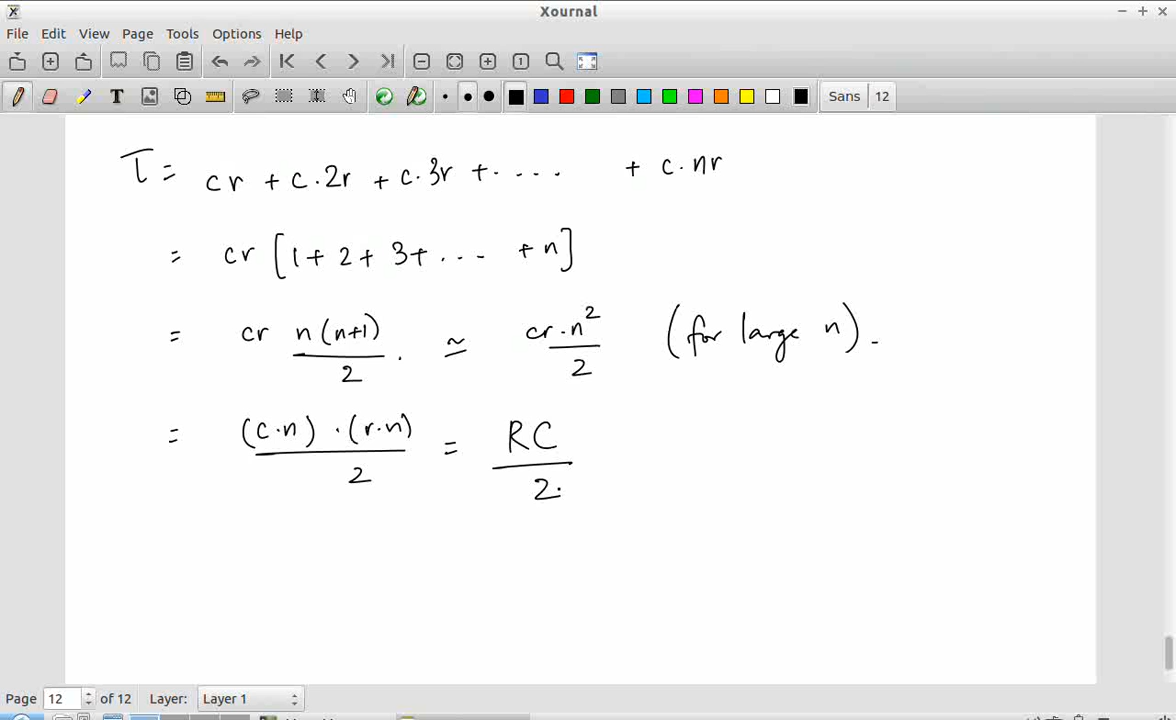 Xournal
File Edit View Page Tools Options Help
Sans 12
τ = cr + c.2r + c.3r + .... + c.nr
= cr [1+ 2+ 3+ ... + n]
= cr n(n+1)/2 . ≃ cr.n²/2 (for large n).
= (c.n) . (r.n)/2 = RC/2.
Page 12 of 12 Layer: Layer 1